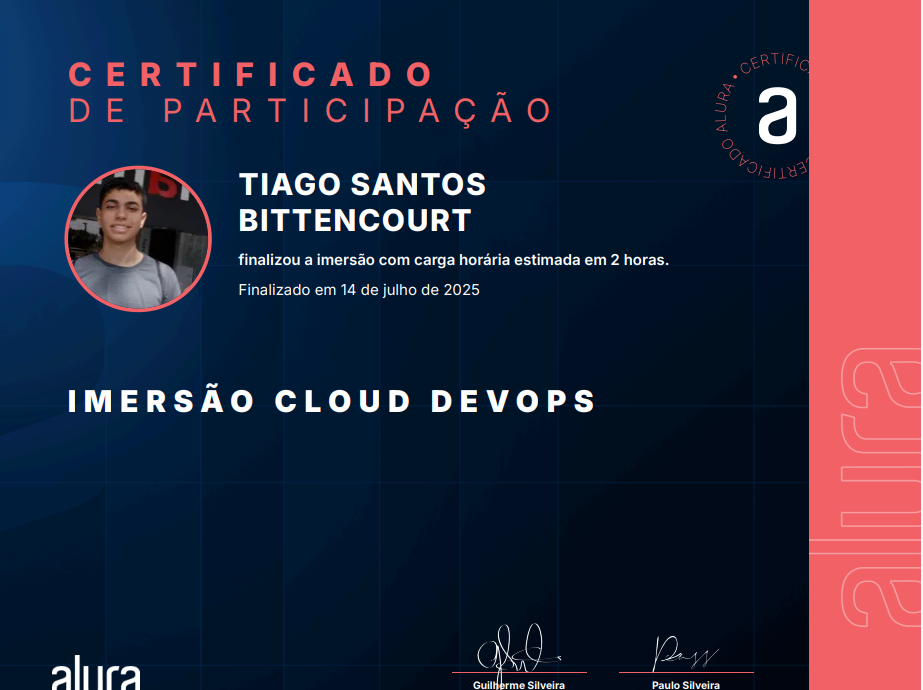 CERTIFICADO
DE PARTICIPAÇÃO
CERTIFICADO ALURA • CERTIFICA
CERTIFICADO
a
TIAGO SANTOS
BITTENCOURT
finalizou a imersão com carga horária estimada em 2 horas.
Finalizado em 14 de julho de 2025
IMERSÃO CLOUD DEVOPS
alura
alura
Guilherme Silveira
Paulo Silveira